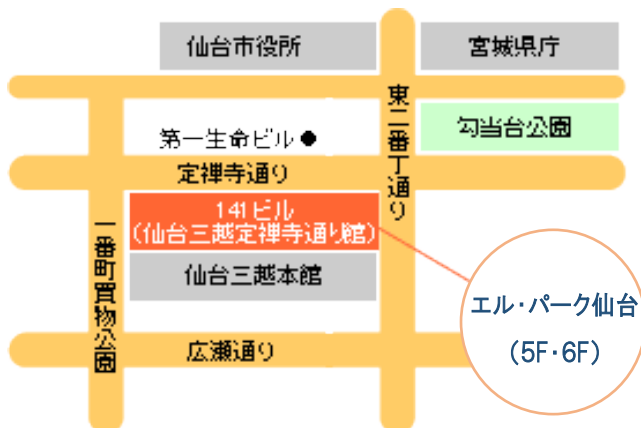 仙台市役所
宮城県庁
東二番丁通り
勾当台公園
第一生命ビル●
定禅寺通り
141ビル
(仙台三越定禅寺通り館)
一番町買物公園
仙台三越本館
エル・パーク仙台
(5F・6F)
広瀬通り